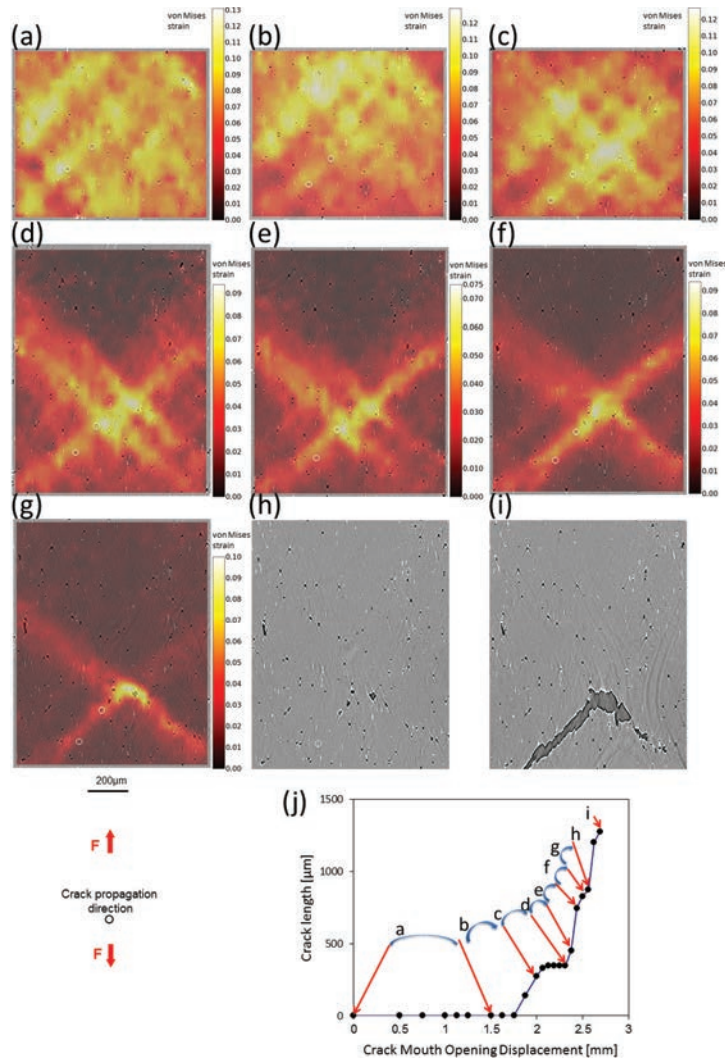 (a)
von Mises
strain
0.13
0.12
0.11
0.10
0.09
0.08
0.07
0.06
0.05
0.04
0.03
0.02
0.01
0.00
(b)
von Mises
strain
0.12
0.11
0.10
0.09
0.08
0.07
0.06
0.05
0.04
0.03
0.02
0.01
0.00
(c)
von Mises
strain
0.12
0.11
0.10
0.09
0.08
0.07
0.06
0.05
0.04
0.03
0.02
0.01
0.00
(d)
von Mises
strain
0.09
0.08
0.07
0.06
0.05
0.04
0.03
0.02
0.01
0.00
(e)
von Mises
strain
0.075
0.070
0.060
0.050
0.040
0.030
0.020
0.010
0.000
(f)
von Mises
strain
0.09
0.08
0.07
0.06
0.05
0.04
0.03
0.02
0.01
0.00
(g)
von Mises
strain
0.10
0.09
0.08
0.07
0.06
0.05
0.04
0.03
0.02
0.01
0.00
(h)
(i)
200µm
F
Crack propagation
direction
F
(j)
1500
1000
500
0
Crack length [µm]
a
b
c
d
e
f
g
h
i
0
0.5
1
1.5
2
2.5
3
Crack Mouth Opening Displacement [mm]